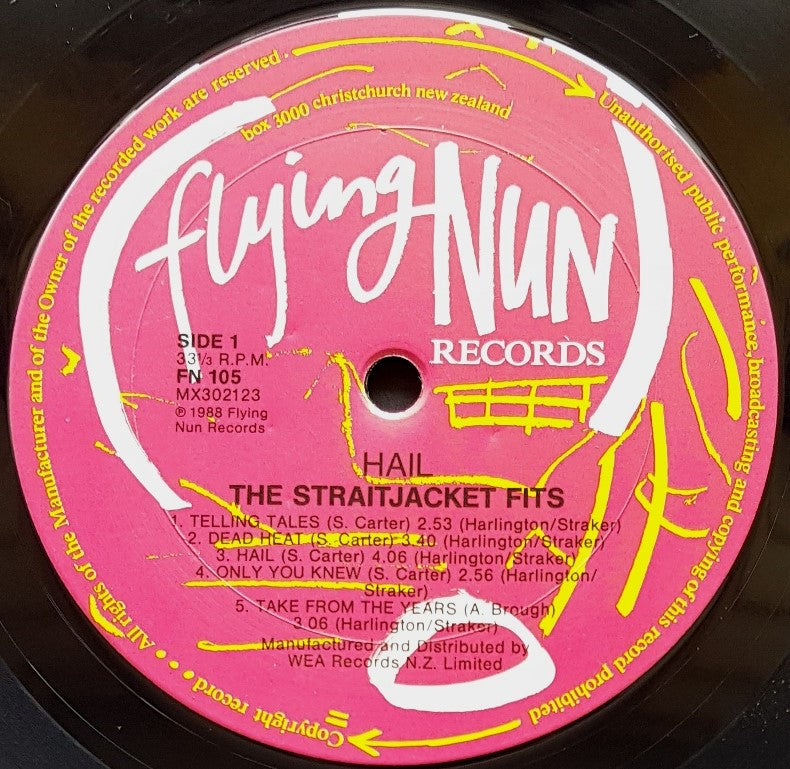 All rights of the Manufacturer and of the Owner of the recorded work are reserved.
Unauthorised public performance, broadcasting and copying of this record prohibited
Copyright record...
box 3000 christchurch new zealand
flying NUN
RECORDS
SIDE 1
33 1/3 R.P.M.
FN 105
MX302123
℗ 1988 Flying
Nun Records
HAIL
THE STRAITJACKET FITS
1. TELLING TALES (S. Carter) 2.53 (Harlington/Straker)
2. DEAD HEAT (S. Carter) 3.40 (Harlington/Straker)
3. HAIL (S. Carter) 4.06 (Harlington/Straker)
4. ONLY YOU KNEW (S. Carter) 2.56 (Harlington/
Straker)
5. TAKE FROM THE YEARS (A. Brough)
3.06 (Harlington/Straker)
Manufactured and Distributed by
WEA Records N.Z. Limited